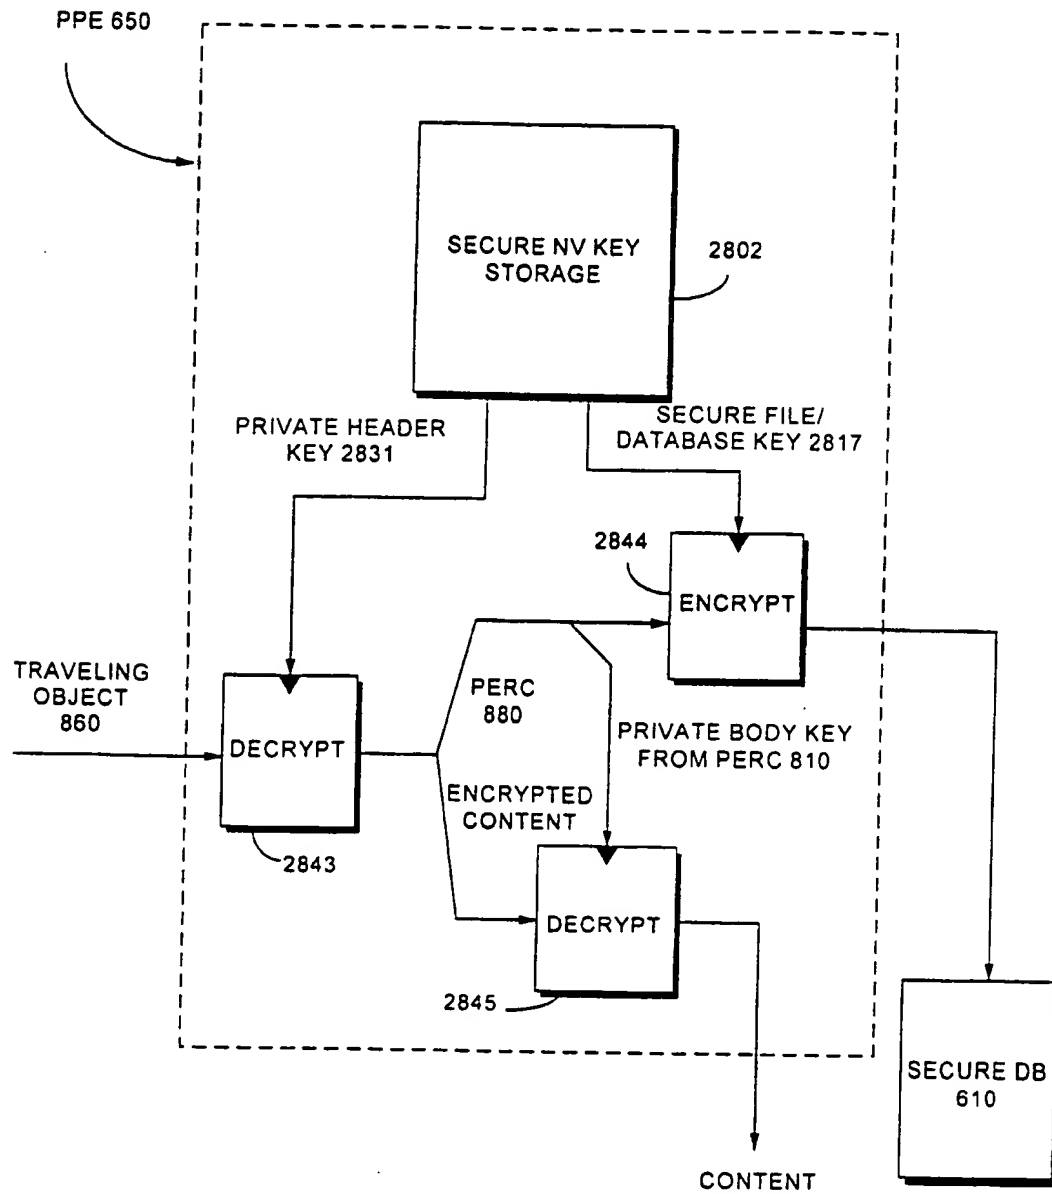 PPE 650
SECURE NV KEY
STORAGE
2802
PRIVATE HEADER
KEY 2831
SECURE FILE/
DATABASE KEY 2817
2844
ENCRYPT
TRAVELING
OBJECT
860
DECRYPT
2843
PERC
880
PRIVATE BODY KEY
FROM PERC 810
ENCRYPTED
CONTENT
DECRYPT
2845
SECURE DB
610
CONTENT